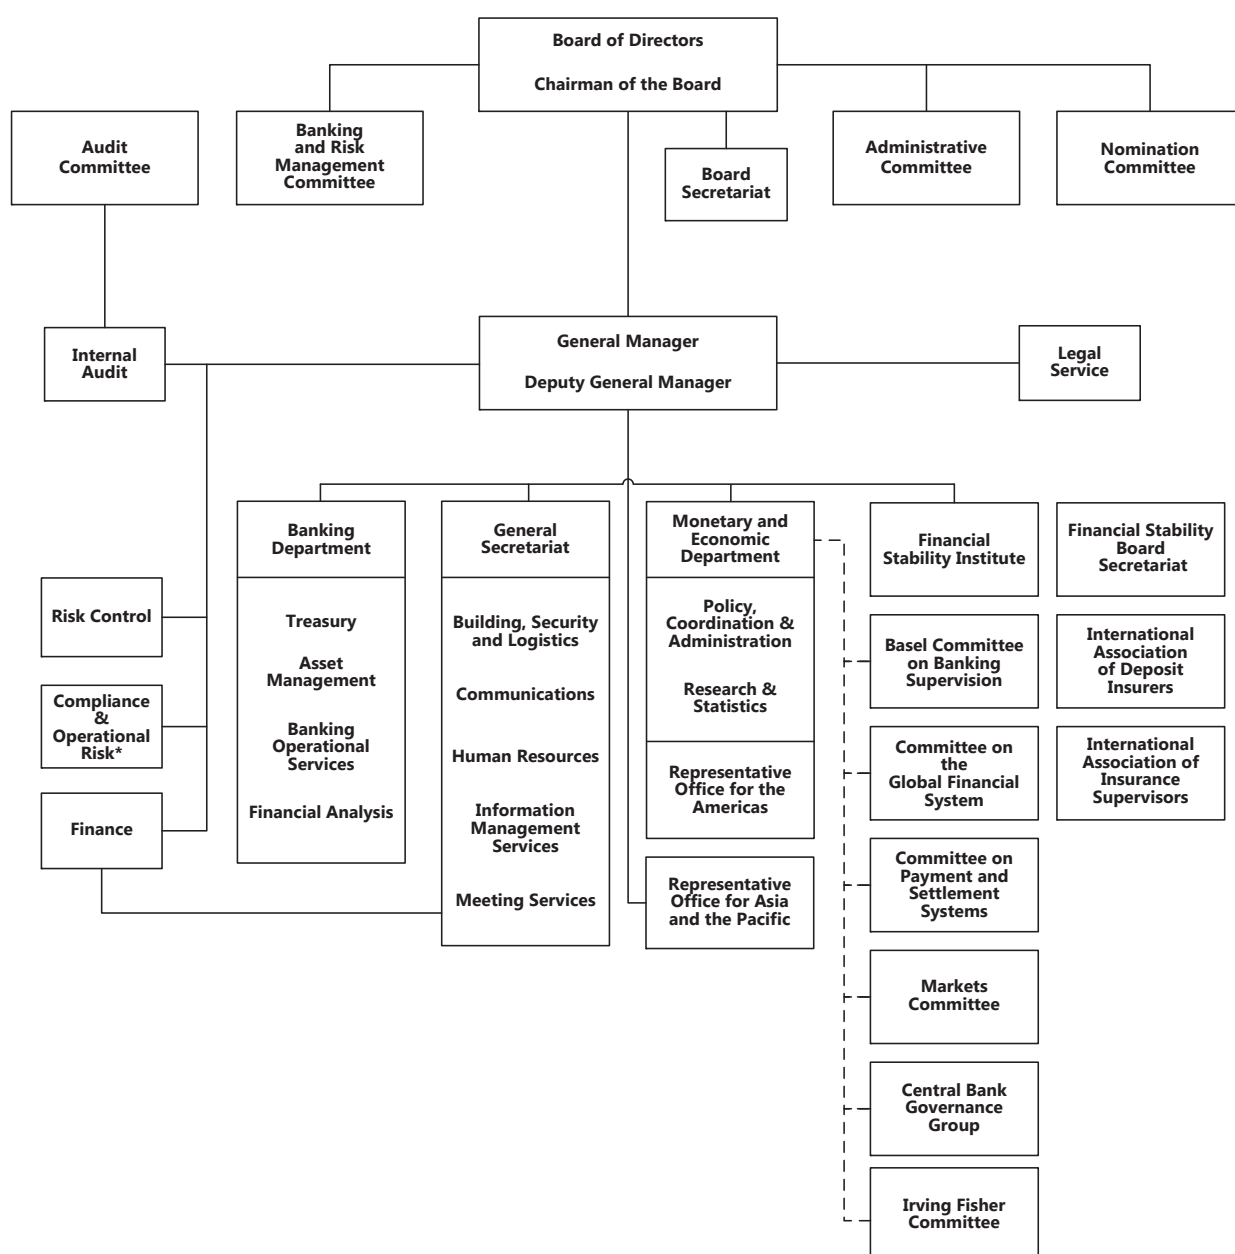 Board of Directors
Chairman of the Board
Audit
Committee
Banking
and Risk
Management
Committee
Board
Secretariat
Administrative
Committee
Nomination
Committee
Internal
Audit
General Manager
Deputy General Manager
Legal
Service
Risk Control
Compliance
&
Operational
Risk*
Finance
Banking
Department
Treasury
Asset
Management
Banking
Operational
Services
Financial Analysis
General
Secretariat
Building, Security
and Logistics
Communications
Human Resources
Information
Management
Services
Meeting Services
Monetary and
Economic
Department
Policy,
Coordination &
Administration
Research &
Statistics
Representative
Office for the
Americas
Representative
Office for Asia
and the Pacific
Financial
Stability Institute
Basel Committee
on Banking
Supervision
Committee on
the
Global Financial
System
Committee on
Payment and
Settlement
Systems
Markets
Committee
Central Bank
Governance
Group
Irving Fisher
Committee
Financial Stability
Board
Secretariat
International
Association
of Deposit
Insurers
International
Association of
Insurance
Supervisors